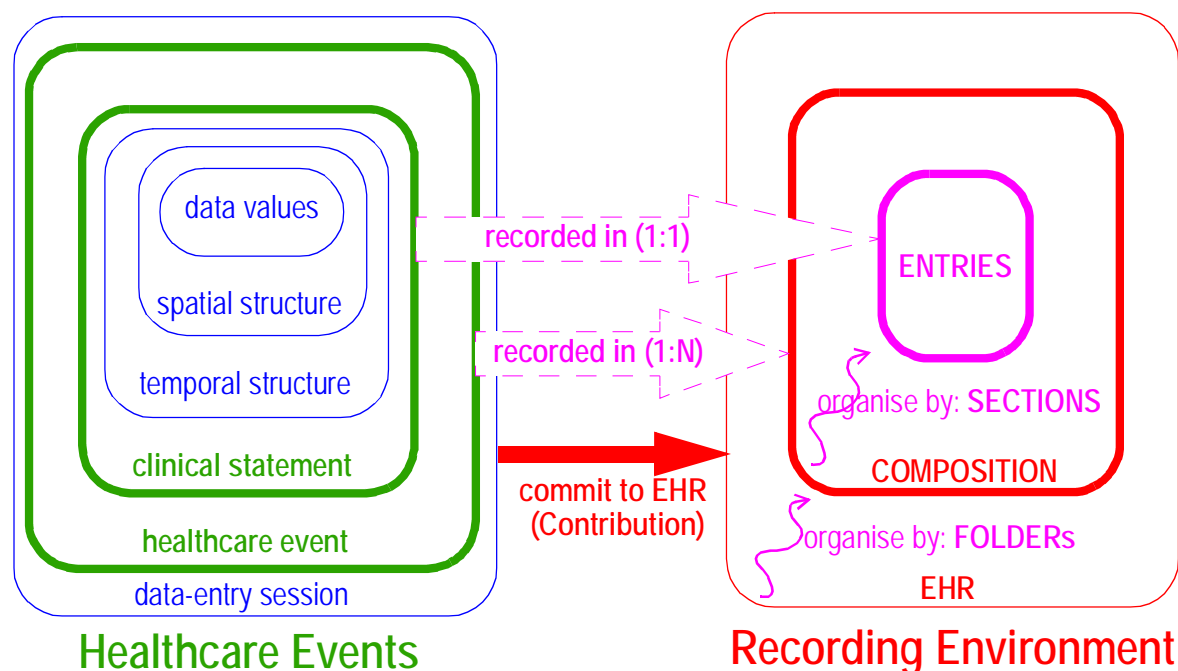 data values
spatial structure
temporal structure
clinical statement
healthcare event
data-entry session
Healthcare Events
recorded in (1:1)
recorded in (1:N)
commit to EHR
(Contribution)
ENTRIES
organise by: SECTIONS
COMPOSITION
organise by: FOLDERs
EHR
Recording Environment